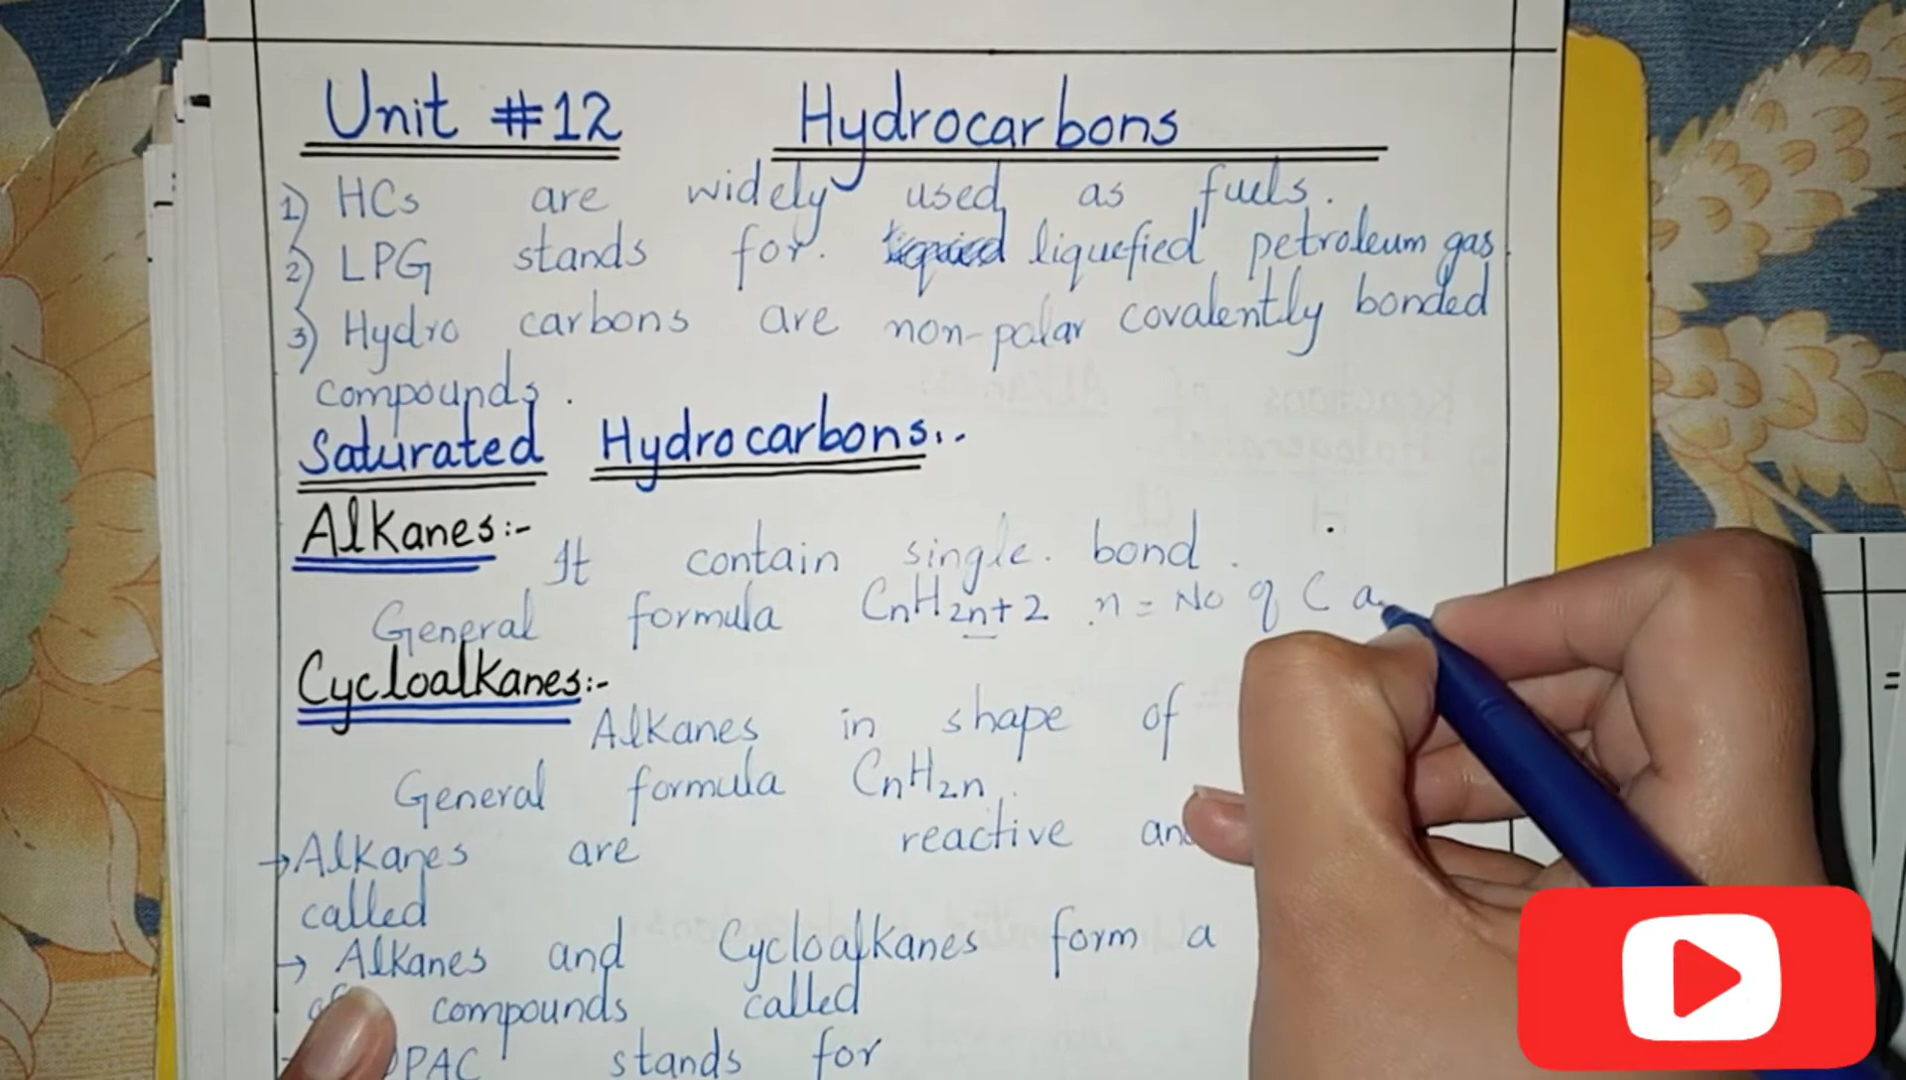 Unit #12 Hydrocarbons
1) HCs are widely used as fuels.
2) LPG stands for. liquefied petroleum gas
3) Hydro carbons are non-polar covalently bonded
compounds.
Saturated Hydrocarbons:-
Alkanes:-
It contain single. bond.
General formula CnH2n+2 n = No of C a
Cycloalkanes:-
Alkanes in shape of
General formula CnH2n.
→Alkanes are reactive an
called
→ Alkanes and Cycloalkanes form a
compounds called
PAC stands for